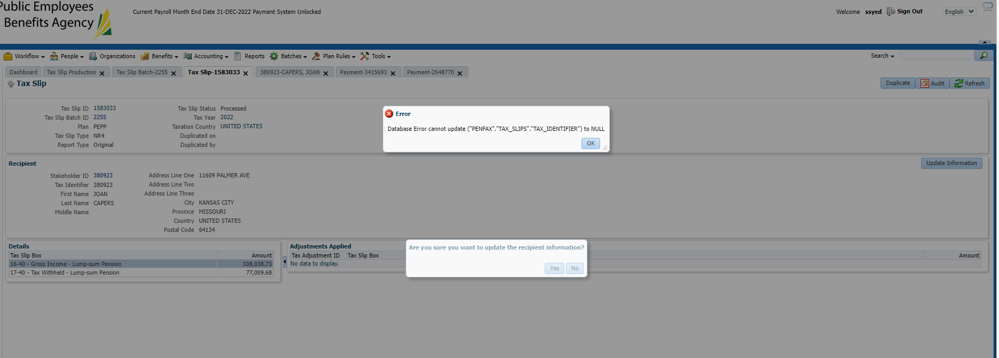 Public Employees
Benefits Agency
Current Payroll Month End Date 31-DEC-2022 Payment System Unlocked
Welcome ssyed Sign Out English
Workflow People Organizations Benefits Accounting Reports Batches Plan Rules Tools Search
Dashboard Tax Slip Production Tax Slip Batch-2255 Tax Slip-1583033 380923-CAPERS, JOAN Payment-3415693 Payment-2648770
Tax Slip Duplicate Audit Refresh
Tax Slip ID 1583033 Tax Slip Status Processed
Tax Slip Batch ID 2255 Tax Year 2022
Plan PEPP Taxation Country UNITED STATES
Tax Slip Type NR4 Duplicated on
Report Type Original Duplicated by
Error
Database Error cannot update ("PENFAX"."TAX_SLIPS"."TAX_IDENTIFIER") to NULL
OK
Recipient Update Information
Stakeholder ID 380923 Address Line One 11609 PALMER AVE
Tax Identifier 380923 Address Line Two
First Name JOAN Address Line Three
Last Name CAPERS City KANSAS CITY
Middle Name Province MISSOURI
Country UNITED STATES
Postal Code 64134
Details
Tax Slip Box Amount
16-40 - Gross Income - Lump-sum Pension 308,038.73
17-40 - Tax Withheld - Lump-sum Pension 77,009.68
Adjustments Applied
Tax Adjustment ID Tax Slip Box Amount
No data to display.
Are you sure you want to update the recipient information?
Yes No